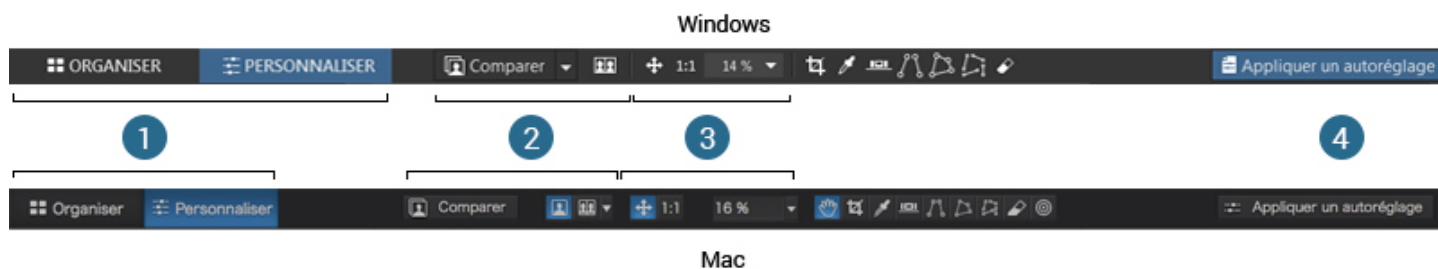 Windows
ORGANISER PERSONNALISER Comparer 1:1 14 % Appliquer un autoréglage
1 2 3 4
Organiser Personnaliser Comparer 1:1 16 % Appliquer un autoréglage
Mac